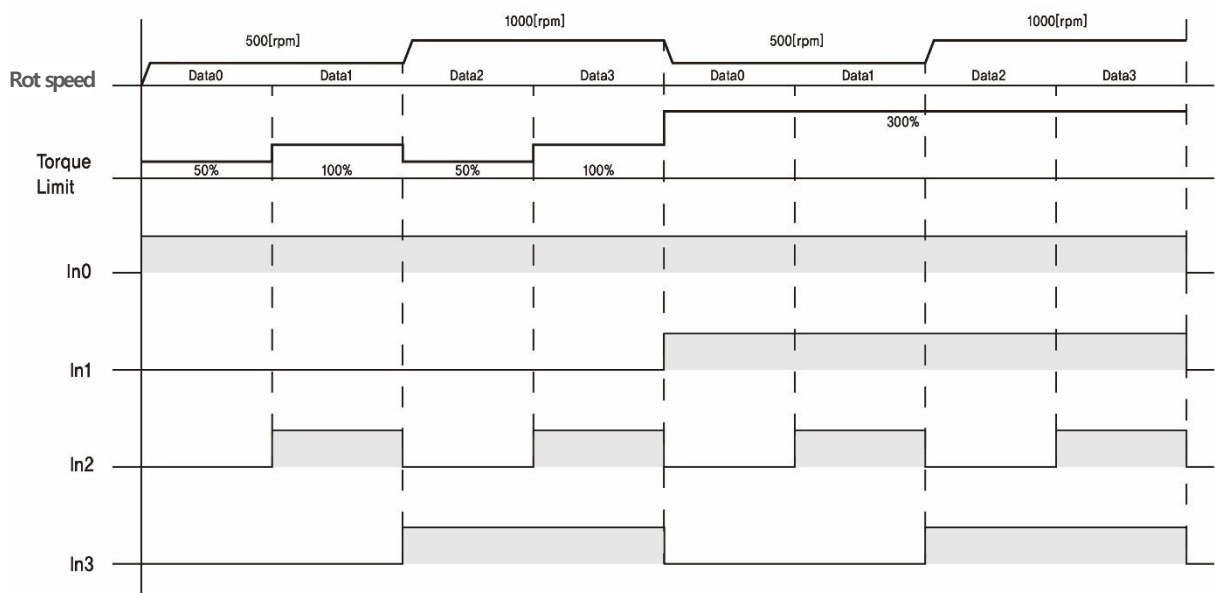 1000[rpm] 1000[rpm]
500[rpm] 500[rpm]
Rot speed Data0 Data1 Data2 Data3 Data0 Data1 Data2 Data3
300%
Torque
Limit
50% 100% 50% 100%
In0
In1
In2
In3